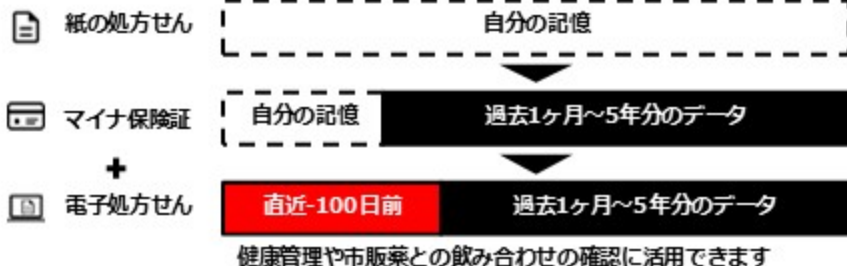 紙の処方せん
自分の記憶
マイナ保険証
自分の記憶
過去1ヶ月～5年分のデータ
+
電子処方せん
直近-100日前
過去1ヶ月～5年分のデータ
健康管理や市販薬との飲み合わせの確認に活用できます